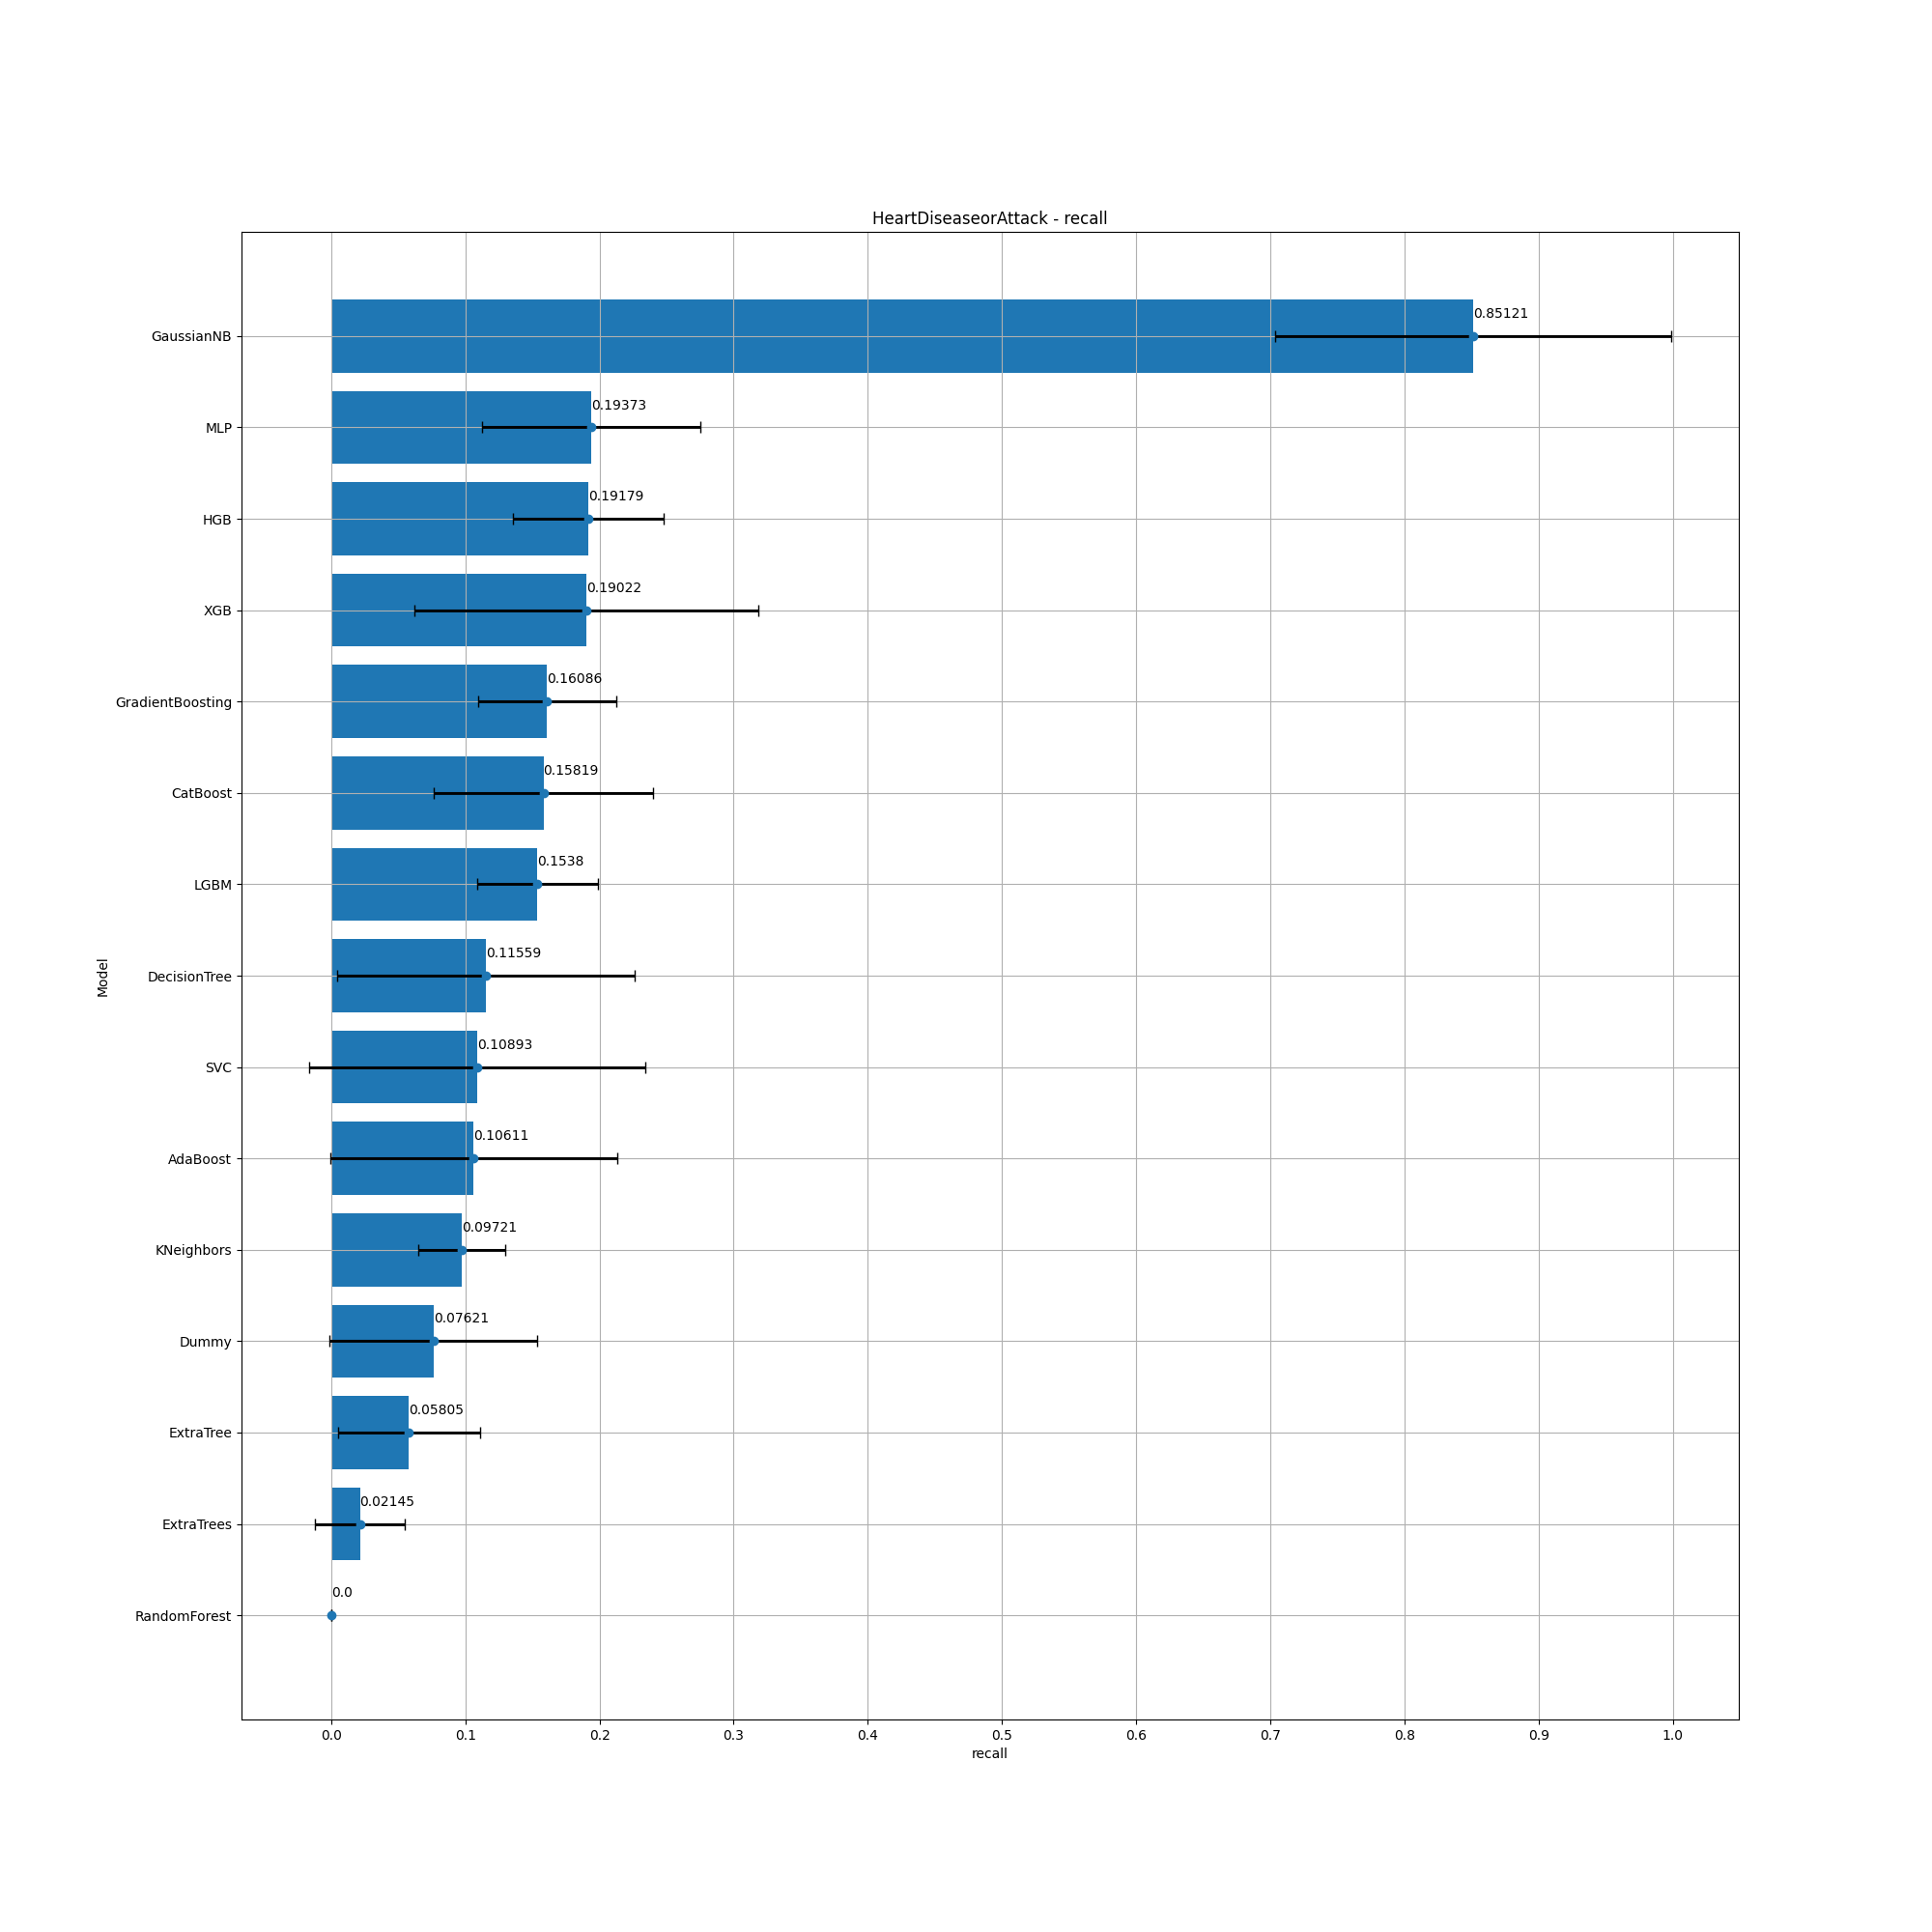 HeartDiseaseorAttack - recall
GaussianNB
0.85121
MLP
0.19373
HGB
0.19179
XGB
0.19022
GradientBoosting
0.16086
CatBoost
0.15819
LGBM
0.1538
DecisionTree
0.11559
SVC
0.10893
AdaBoost
0.10611
KNeighbors
0.09721
Dummy
0.07621
ExtraTree
0.05805
ExtraTrees
0.02145
RandomForest
0.0
Model
0.0 0.1 0.2 0.3 0.4 0.5 0.6 0.7 0.8 0.9 1.0
recall